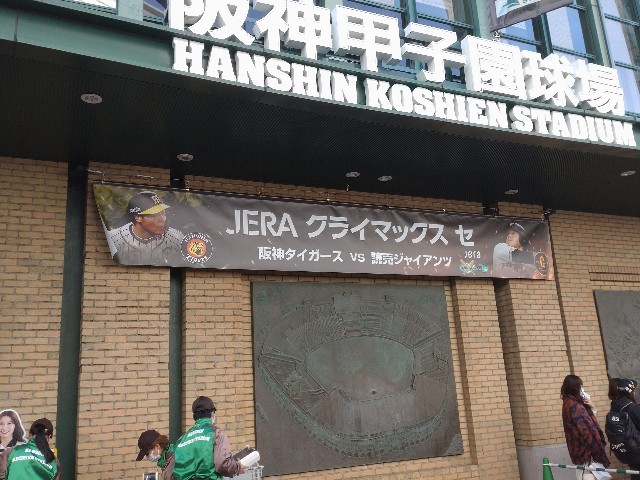 阪神甲子園球場
HANSHIN KOSHIEN STADIUM
JERA クライマックス セ
阪神タイガース VS 読売ジャイアンツ